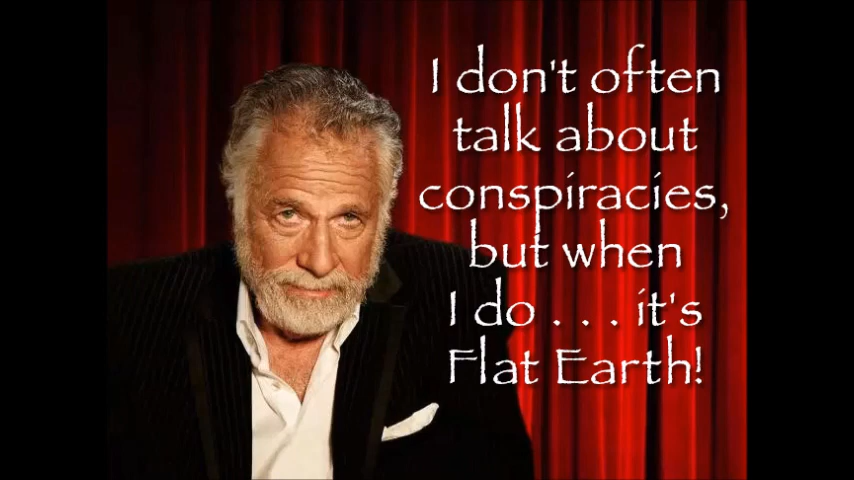 I don't often
talk about
conspiracies,
but when
I do . . . it's
Flat Earth!